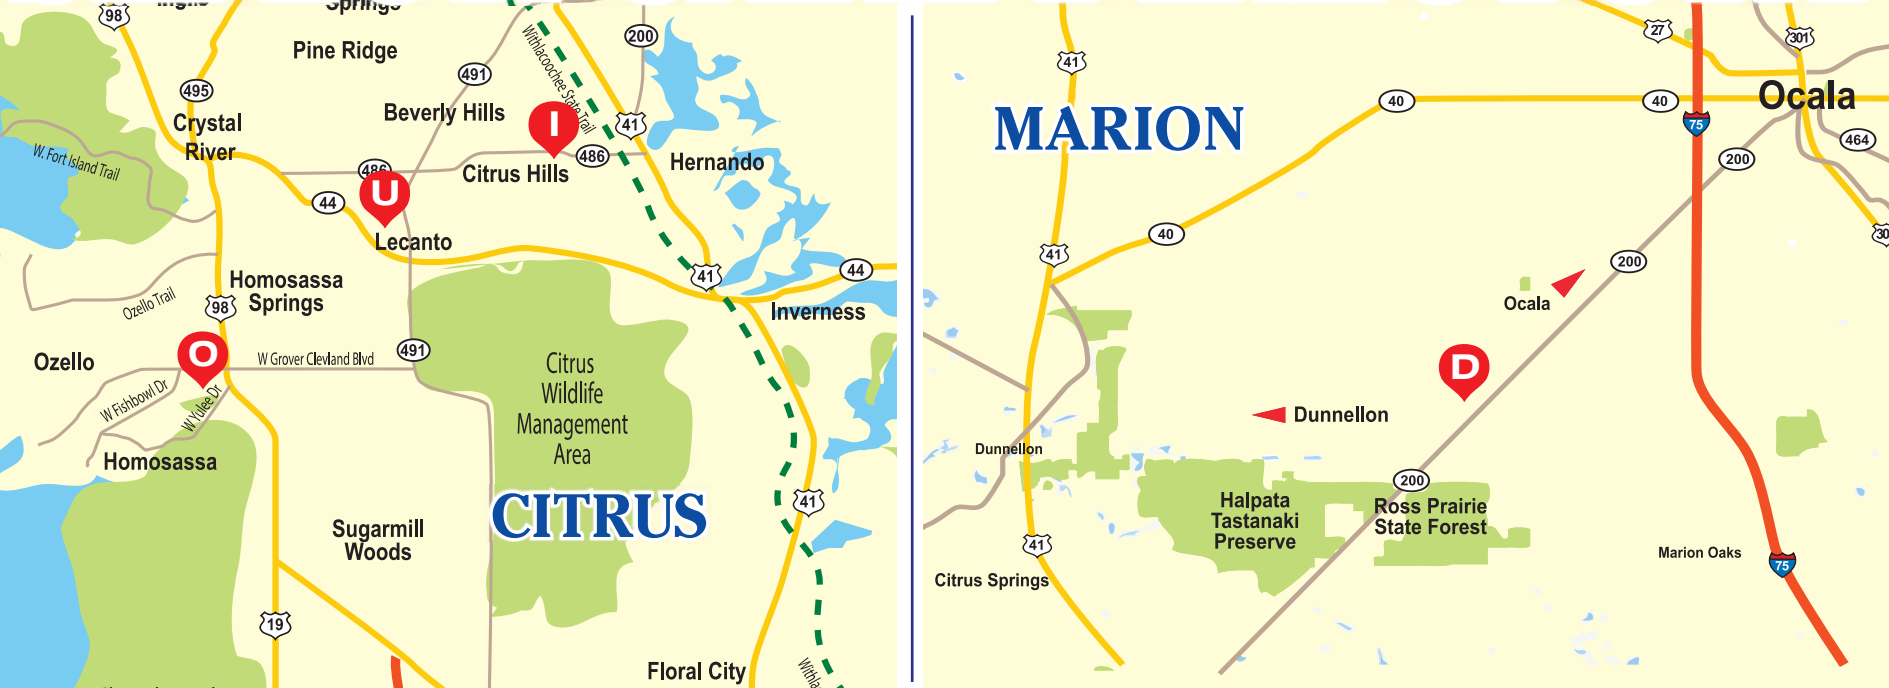 Inglis
Springs
98
Pine Ridge
200
Withlacoochee State Trail
491
495
Beverly Hills
I
41
Crystal
River
486
486
Citrus Hills
Hernando
W. Fort Island Trail
U
44
Lecanto
41
44
Homosassa
Springs
Ozello Trail
98
Inverness
O
Ozello
W Grover Clevland Blvd
491
Citrus
Wildlife
Management
Area
W Fishbowl Dr
W Yulee Dr
Homosassa
CITRUS
41
Sugarmill
Woods
19
Floral City
27
301
41
MARION
40
40
Ocala
75
464
200
40
41
30
200
Ocala
D
Dunnellon
Dunnellon
200
Halpata
Tastanaki
Preserve
Ross Prairie
State Forest
41
Citrus Springs
Marion Oaks
75